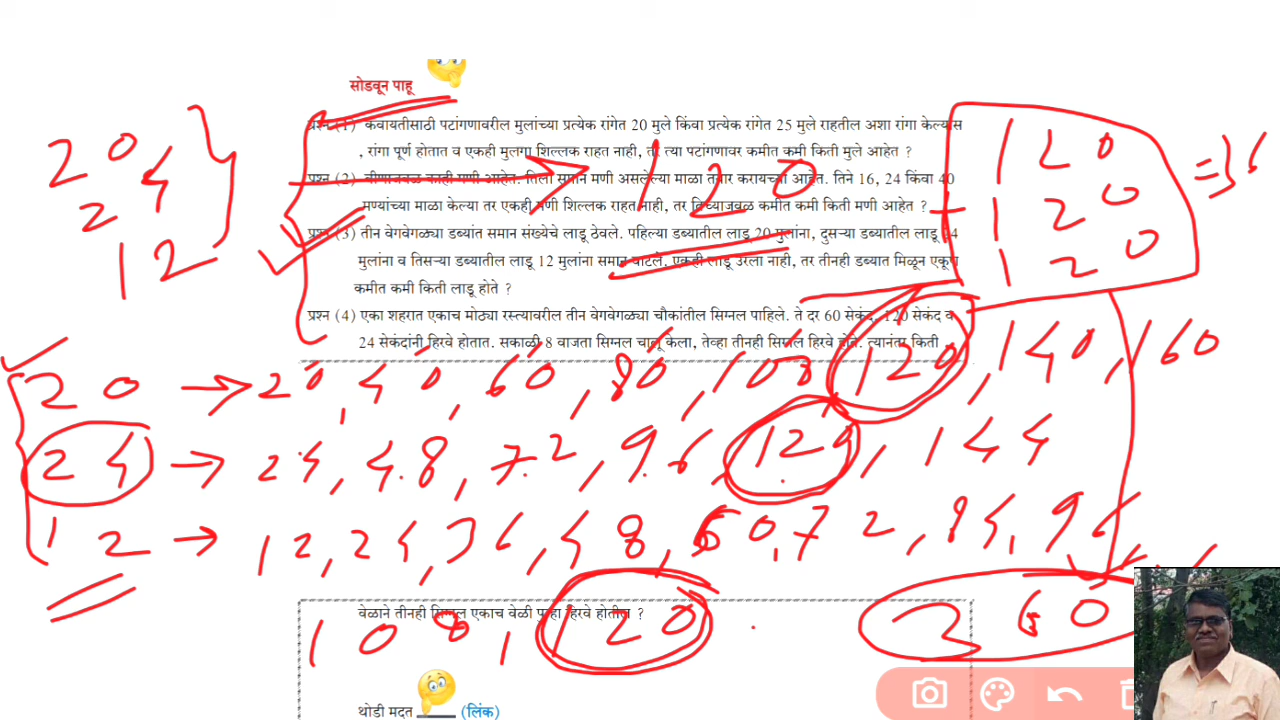 सोडवून पाहू
प्रश्न (1) कवायतीसाठी पटांगणावरील मुलांच्या प्रत्येक रांगेत 20 मुले किंवा प्रत्येक रांगेत 25 मुले राहतील अशा रांगा केल्यास
, रांगा पूर्ण होतात व एकही मुलगा शिल्लक राहत नाही, तर त्या पटांगणावर कमीत कमी किती मुले आहेत ?
प्रश्न (2) वीणाजवळ काही मणी आहेत. तिला समान मणी असलेल्या माळा तयार करायच्या आहेत. तिने 16, 24 किंवा 40
मण्यांच्या माळा केल्या तर एकही मणी शिल्लक राहत नाही, तर तिच्याजवळ कमीत कमी किती मणी आहेत ?
प्रश्न (3) तीन वेगवेगळ्या डब्यांत समान संख्येचे लाडू ठेवले. पहिल्या डब्यातील लाडू 20 मुलांना, दुसऱ्या डब्यातील लाडू 24
मुलांना व तिसऱ्या डब्यातील लाडू 12 मुलांना समान वाटले. एकही लाडू उरला नाही, तर तीनही डब्यात मिळून एकूण
कमीत कमी किती लाडू होते ?
प्रश्न (4) एका शहरात एकाच मोठ्या रस्त्यावरील तीन वेगवेगळ्या चौकांतील सिग्नल पाहिले. ते दर 60 सेकंद, 120 सेकंद व
24 सेकंदांनी हिरवे होतात. सकाळी 8 वाजता सिग्नल चालू केला, तेव्हा तीनही सिग्नल हिरवे होते. त्यानंतर किती
20
24
12
120
120
+ 120
120
=36
20 → 20, 40, 60, 80, 100, 120, 140, 160
24 → 24, 48, 72, 96, 120, 144
12 → 12, 24, 36, 48, 60, 72, 84, 96,
वेळाने तीनही सिग्नल एकाच वेळी पुन्हा हिरवे होतील ?
108, 120
360
थोडी मदत (लिंक)